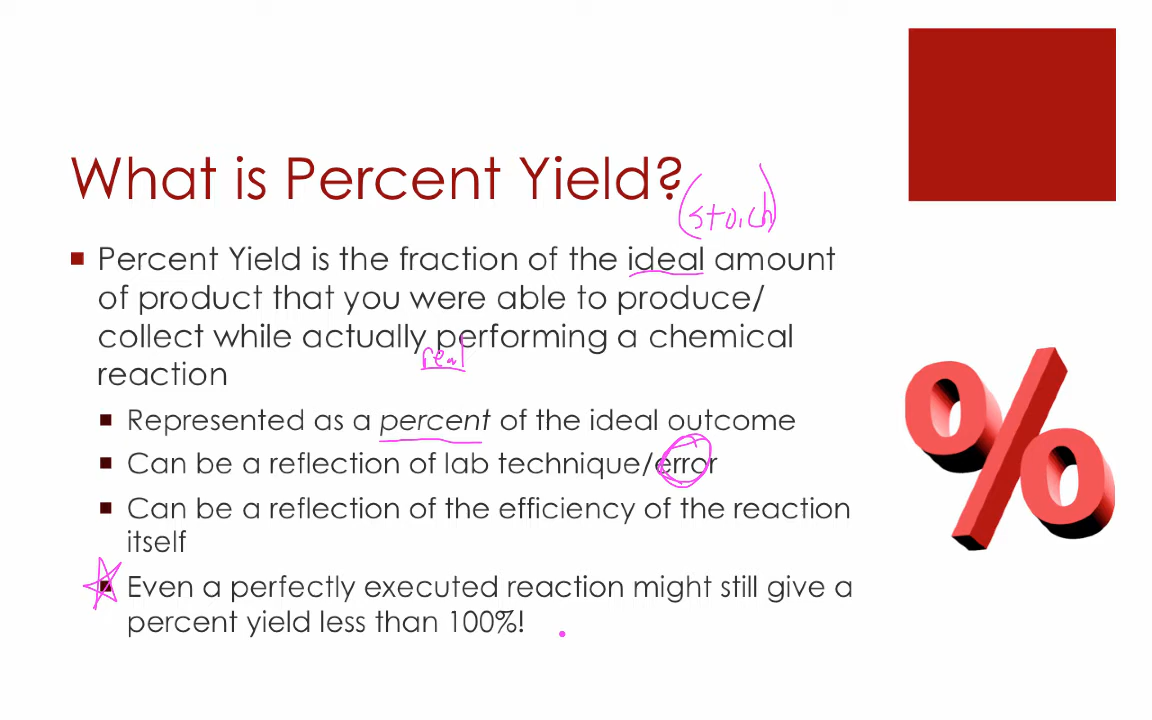 What is Percent Yield?
(stoich)
Percent Yield is the fraction of the ideal amount
of product that you were able to produce/
collect while actually performing a chemical
real
reaction
Represented as a percent of the ideal outcome
Can be a reflection of lab technique/error
Can be a reflection of the efficiency of the reaction
itself
Even a perfectly executed reaction might still give a
percent yield less than 100%!
%